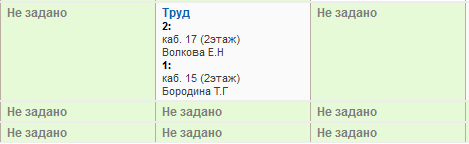 Не задано
Труд
2:
каб. 17 (2этаж)
Волкова Е.Н
1:
каб. 15 (2этаж)
Бородина Т.Г
Не задано
Не задано Не задано Не задано
Не задано Не задано Не задано